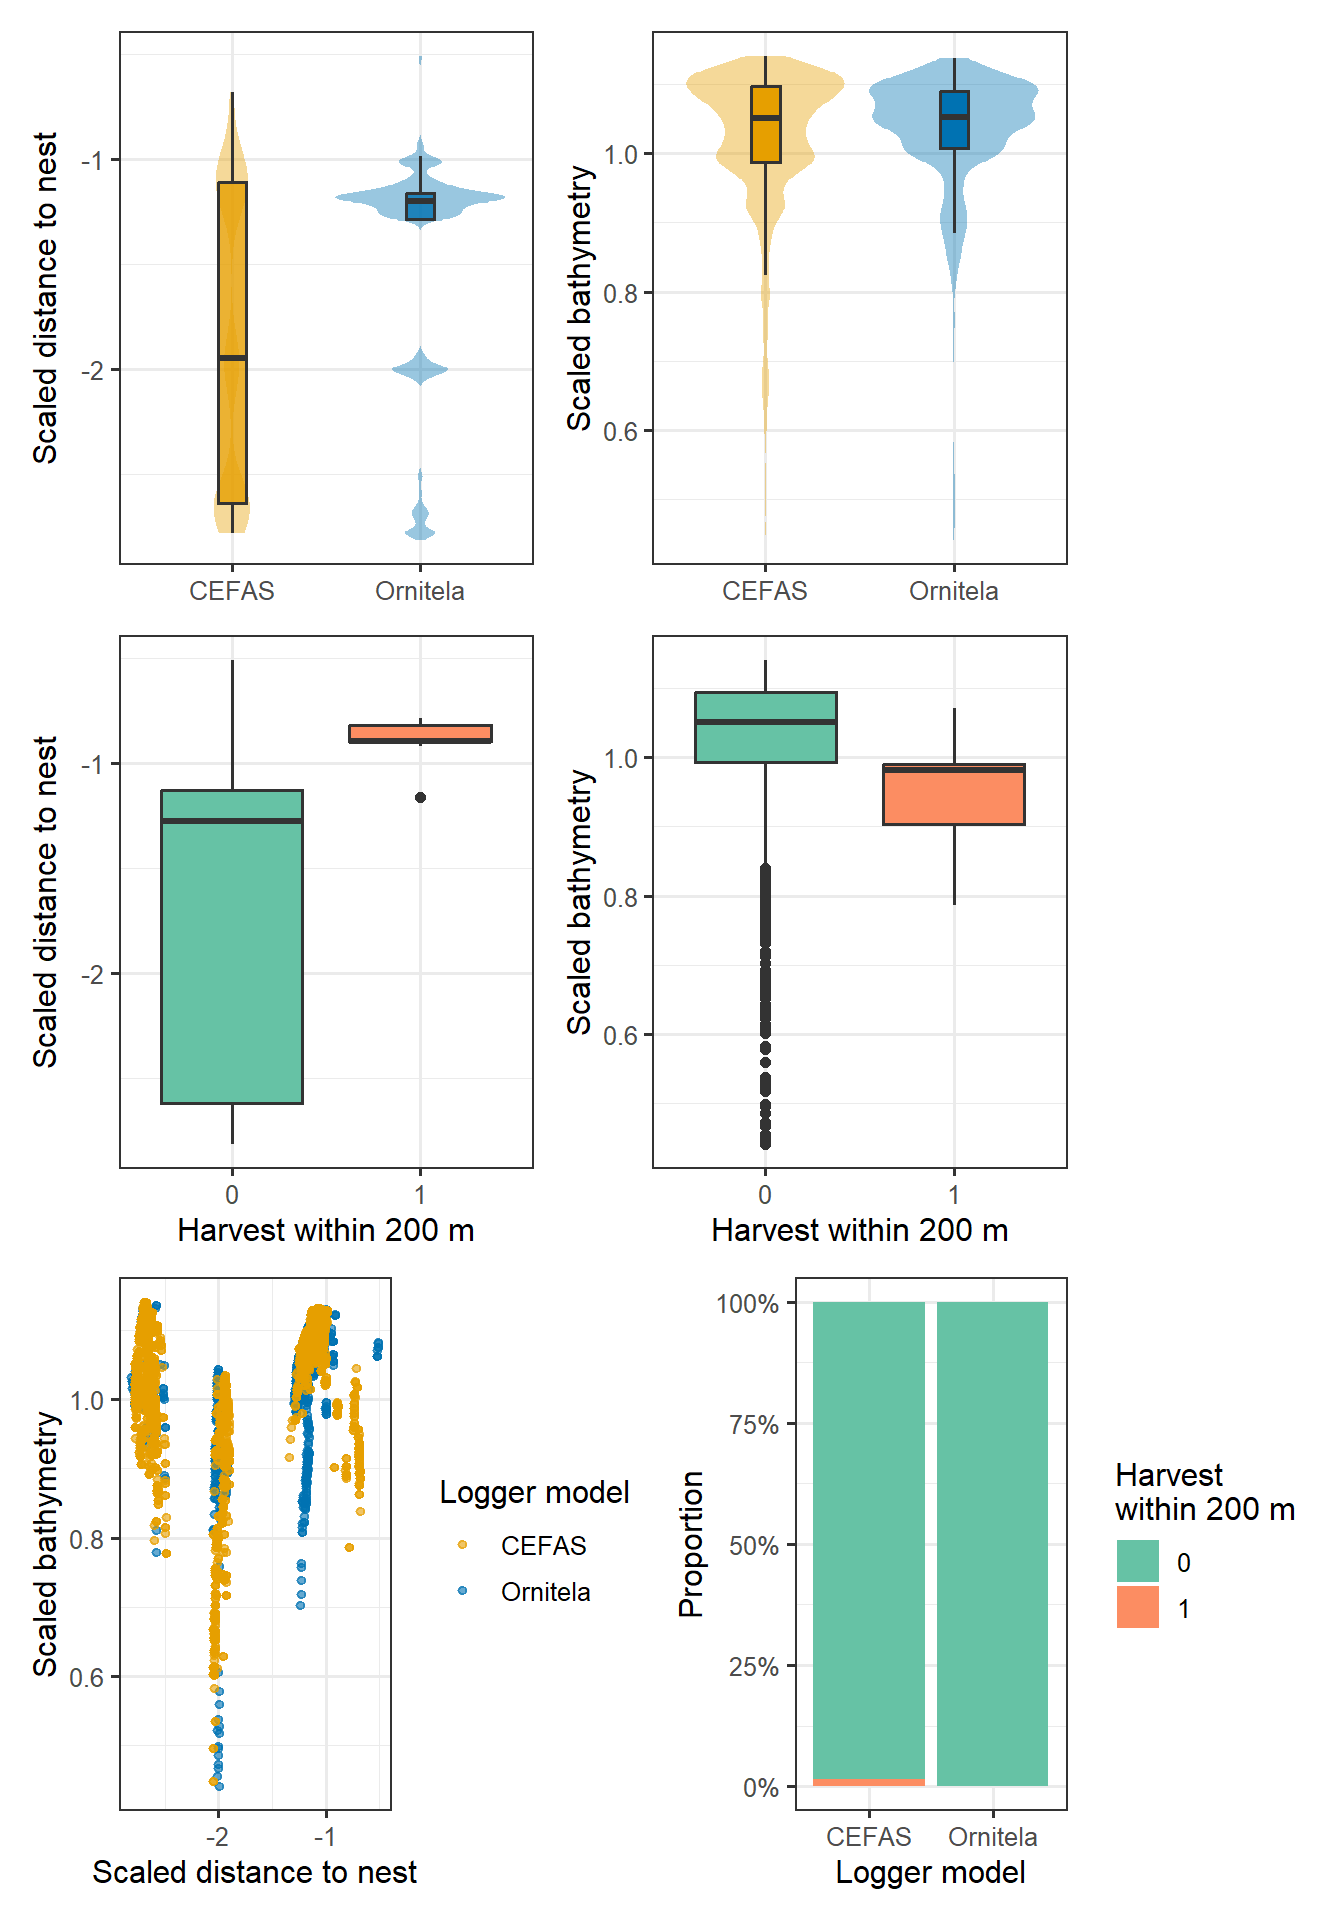 Scaled distance to nest
-1
-2
CEFAS
Ornitela
Scaled bathymetry
1.0
0.8
0.6
CEFAS
Ornitela
Scaled distance to nest
-1
-2
0
1
Harvest within 200 m
Scaled bathymetry
1.0
0.8
0.6
0
1
Harvest within 200 m
Scaled bathymetry
1.0
0.8
0.6
-2
-1
Scaled distance to nest
Logger model
CEFAS
Ornitela
Proportion
100%
75%
50%
25%
0%
CEFAS
Ornitela
Logger model
Harvest
within 200 m
0
1